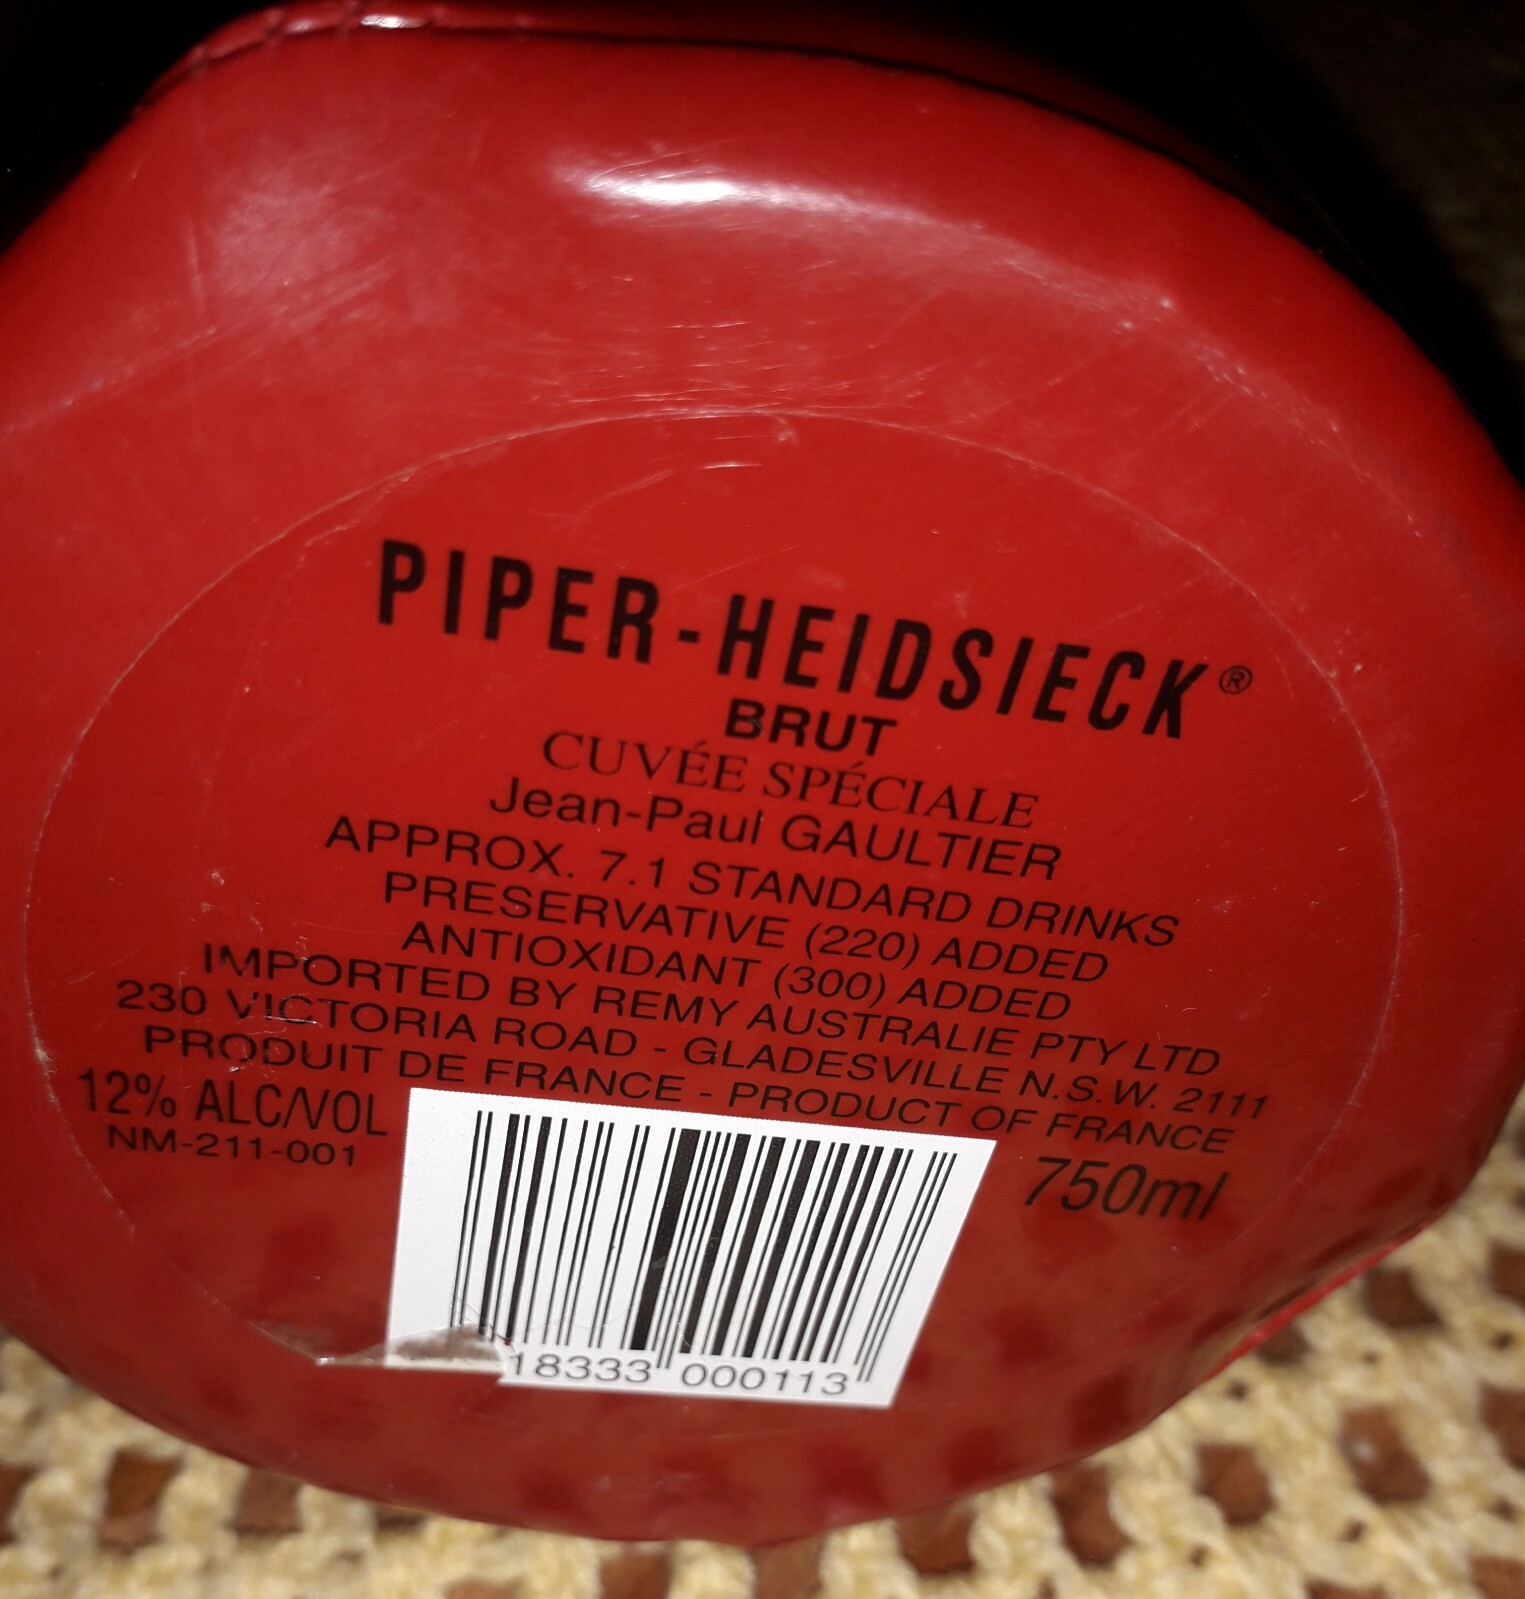 PIPER-HEIDSIECK®
BRUT
CUVÉE SPÉCIALE
Jean-Paul GAULTIER
APPROX. 7.1 STANDARD DRINKS
PRESERVATIVE (220) ADDED
ANTIOXIDANT (300) ADDED
IMPORTED BY REMY AUSTRALIE PTY LTD
230 VICTORIA ROAD - GLADESVILLE N.S.W. 2111
PRODUIT DE FRANCE - PRODUCT OF FRANCE
12% ALC/VOL
NM-211-001
750ml
18333 000113